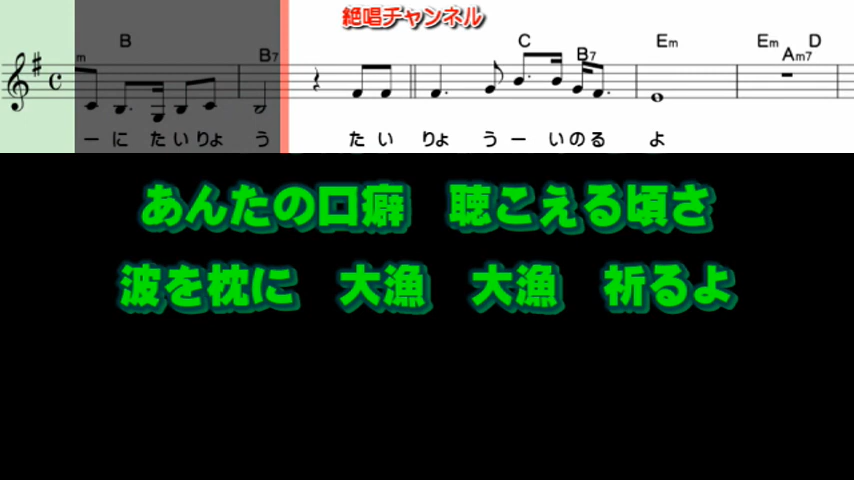 絶唱チャンネル
m B B7 C B7 Em Em Am7 D
ー に た い りょ う た い りょ う ー い の る よ
あんたの口癖 聴こえる頃さ
波を枕に 大漁 大漁 祈るよ